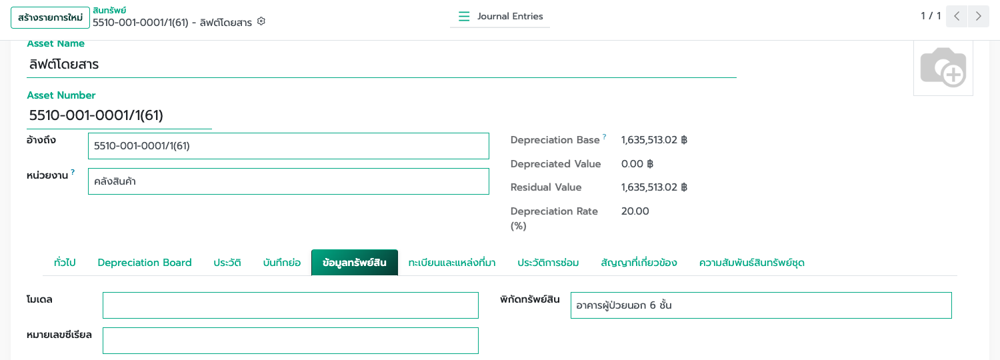 สร้างรายการใหม่
สินทรัพย์
5510-001-0001/1(61) - ลิฟต์โดยสาร
Journal Entries
1 / 1
Asset Name
ลิฟต์โดยสาร
Asset Number
5510-001-0001/1(61)
อ้างถึง
5510-001-0001/1(61)
หน่วยงาน ?
คลังสินค้า
Depreciation Base ? 1,635,513.02 ฿
Depreciated Value 0.00 ฿
Residual Value 1,635,513.02 ฿
Depreciation Rate 20.00
(%)
ทั่วไป Depreciation Board ประวัติ บันทึกย่อ ข้อมูลทรัพย์สิน ทะเบียนและแหล่งที่มา ประวัติการซ่อม สัญญาที่เกี่ยวข้อง ความสัมพันธ์สินทรัพย์ชุด
โมเดล
พิกัดทรัพย์สิน อาคารผู้ป่วยนอก 6 ชั้น
หมายเลขซีเรียล